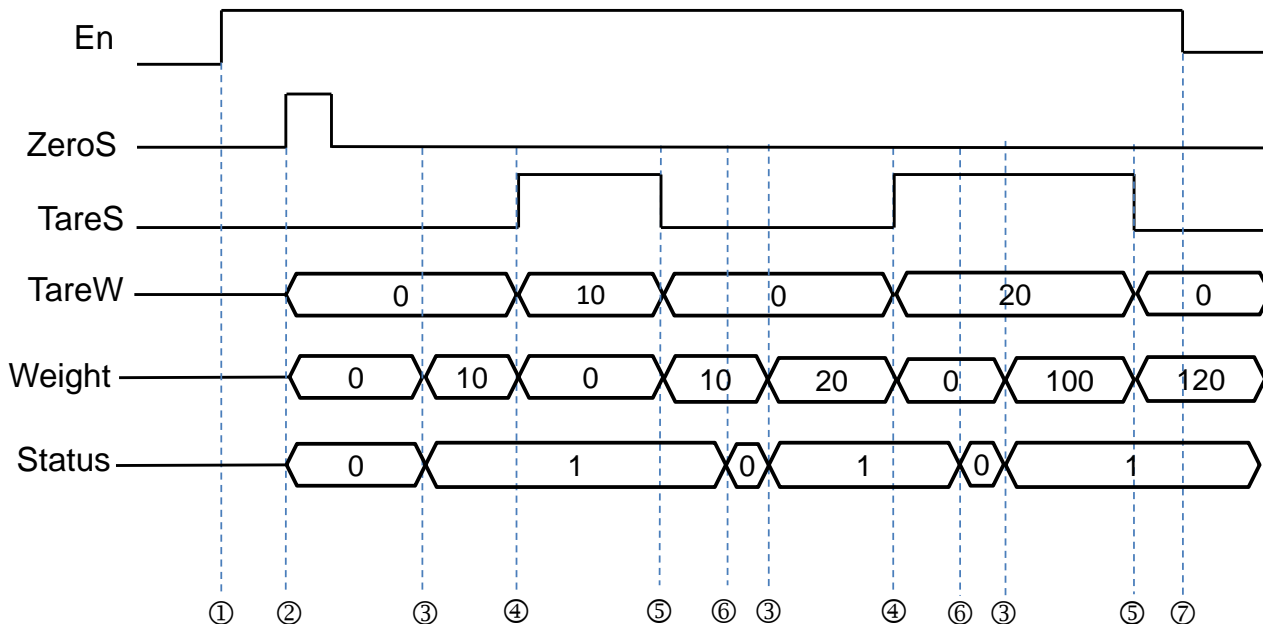 En
ZeroS
TareS
TareW 0 10 0 20 0
Weight 0 10 0 10 20 0 100 120
Status 0 1 0 1 0 1
① ② ③ ④ ⑤ ⑥ ③ ④ ⑥ ③ ⑤ ⑦